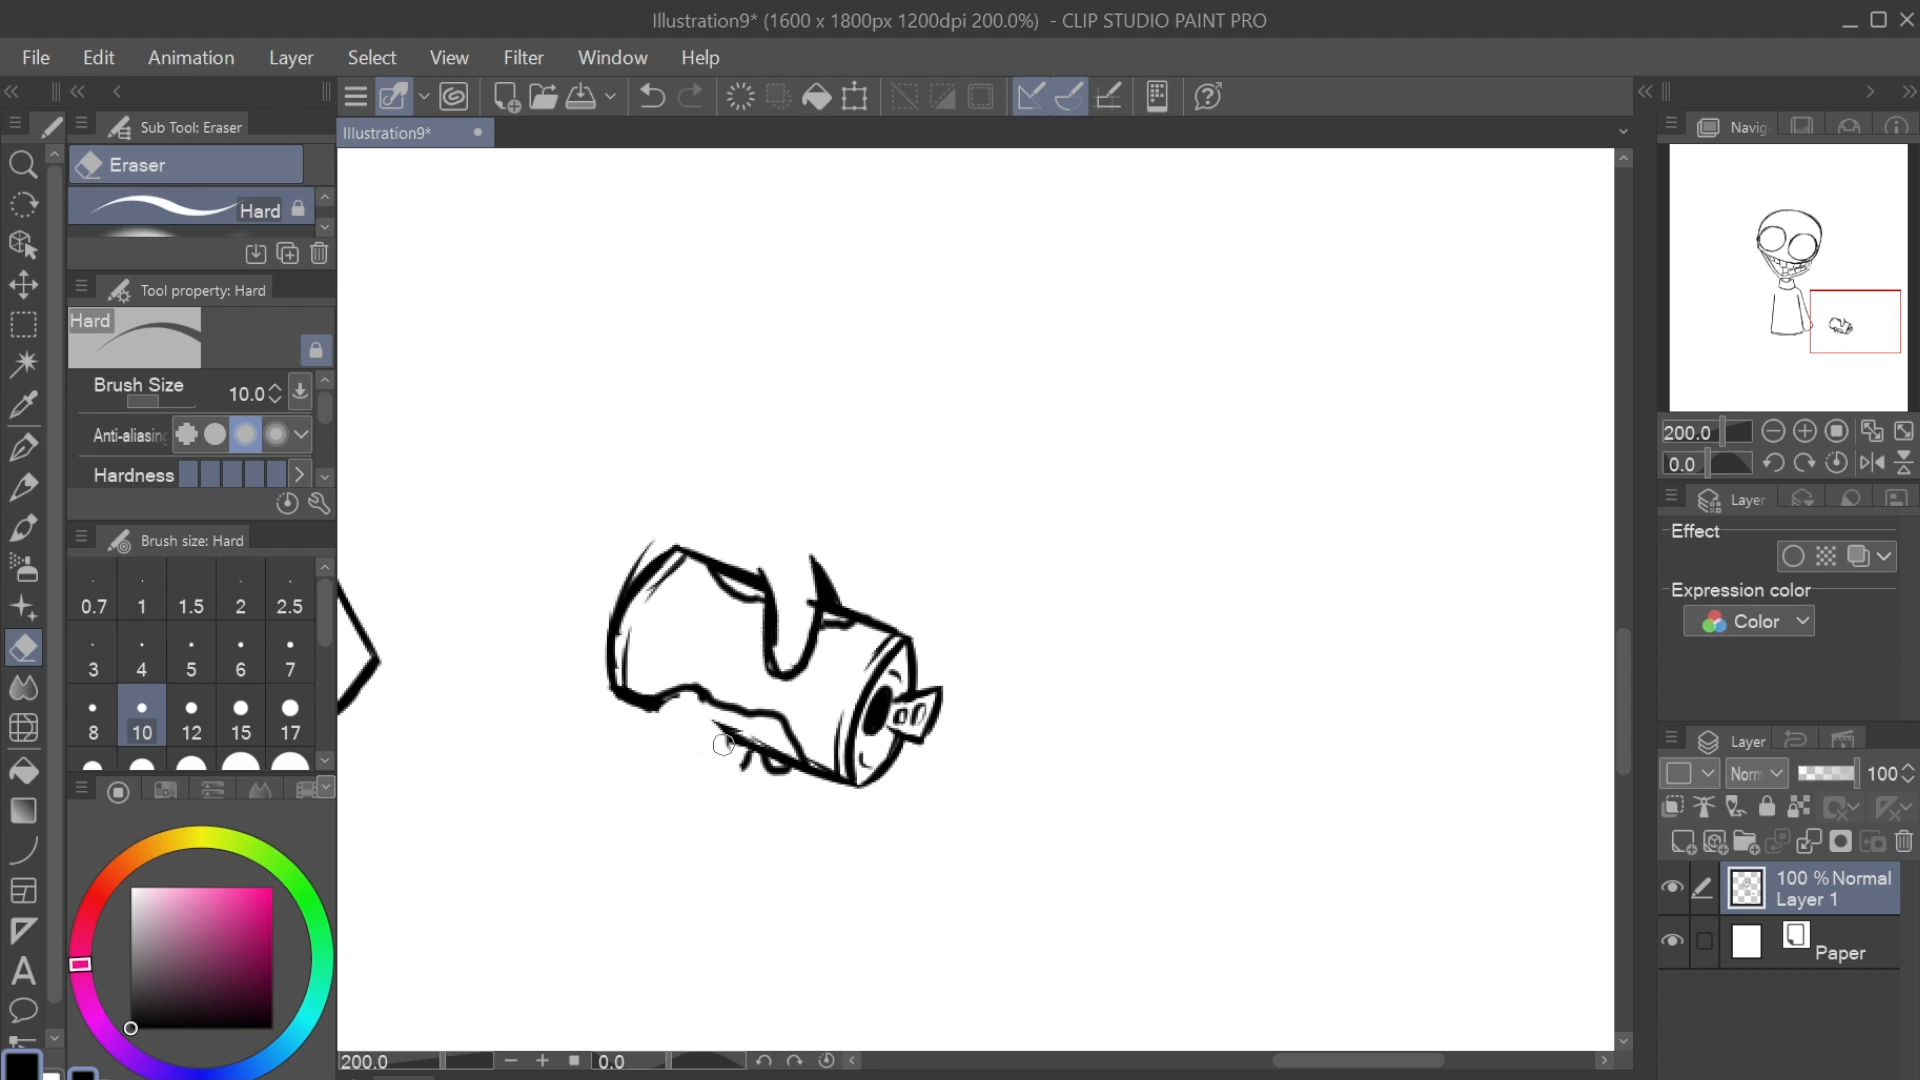 Illustration9* (1600 x 1800px 1200dpi 200.0%) - CLIP STUDIO PAINT PRO
File Edit Animation Layer Select View Filter Window Help
Illustration9*
Sub Tool: Eraser
Eraser
Hard
Tool property: Hard
Hard
Brush Size 10.0
Anti-aliasing
Hardness
Brush size: Hard
0.7 1 1.5 2 2.5
3 4 5 6 7
8 10 12 15 17
200.0 0.0
Navig
200.0
0.0
Layer
Effect
Expression color
Color
Layer
Norm 100
100 % Normal
Layer 1
Paper